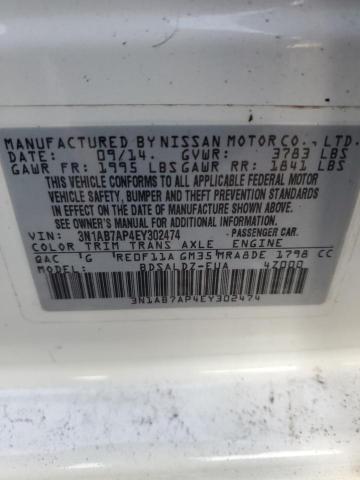 MANUFACTURED BY NISSAN MOTOR CO., LTD.
DATE: 09/14. GVWR: 3783 LBS
GAWR FR: 1995 LBS GAWR RR: 1841 LBS
THIS VEHICLE CONFORMS TO ALL APPLICABLE FEDERAL MOTOR
VEHICLE SAFETY, BUMPER, AND THEFT PREVENTION STANDARDS
IN EFFECT ON THE DATE OF MANUFACTURE SHOWN ABOVE.
SEE OWNER'S MANUAL FOR ADDITIONAL INFORMATION.
VIN: 3N1AB7AP4EY302474 -PASSENGER CAR.
COLOR TRIM TRANS AXLE ENGINE
QAC G RE0F11A GM35 MRA8DE 1798 CC
BDSALDZ-EUA 4Z000
3N1AB7AP4EY302474